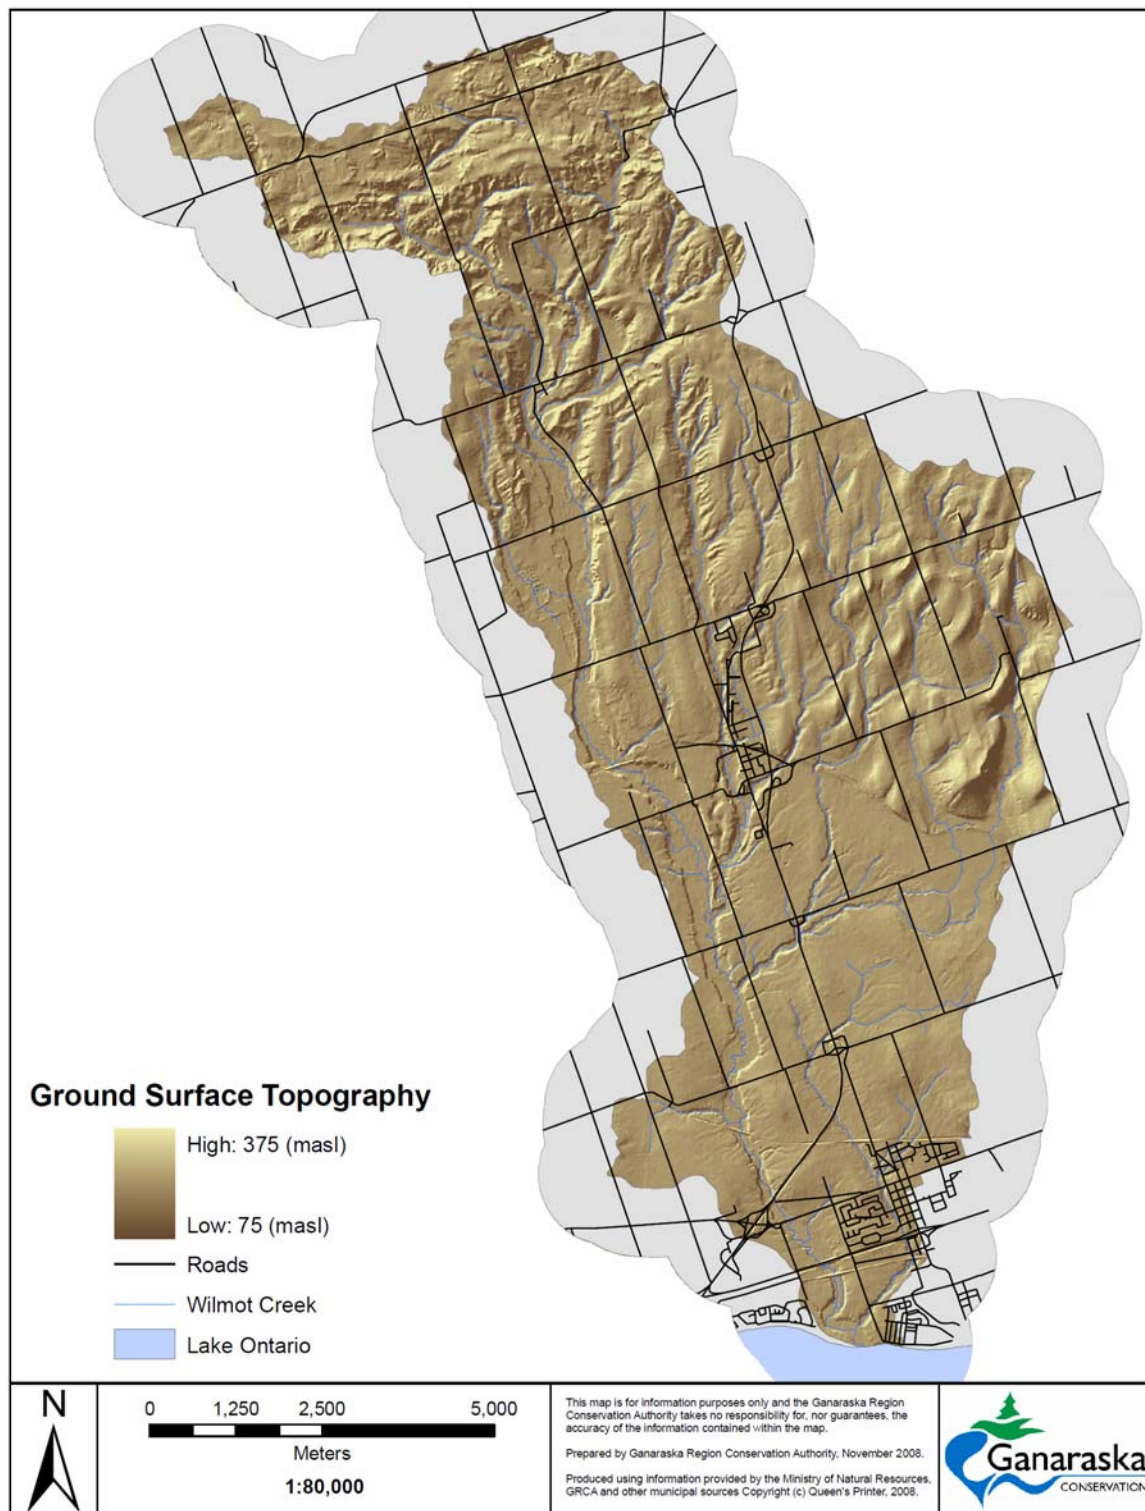 Ground Surface Topography
High: 375 (masl)
Low: 75 (masl)
Roads
Wilmot Creek
Lake Ontario
N
0 1,250 2,500 5,000
Meters
1:80,000
This map is for information purposes only and the Ganaraska Region
Conservation Authority takes no responsibility for, nor guarantees, the
accuracy of the information contained within the map.
Prepared by Ganaraska Region Conservation Authority, November 2008.
Produced using information provided by the Ministry of Natural Resources,
GRCA and other municipal sources Copyright (c) Queen's Printer, 2008.
Ganaraska
CONSERVATION